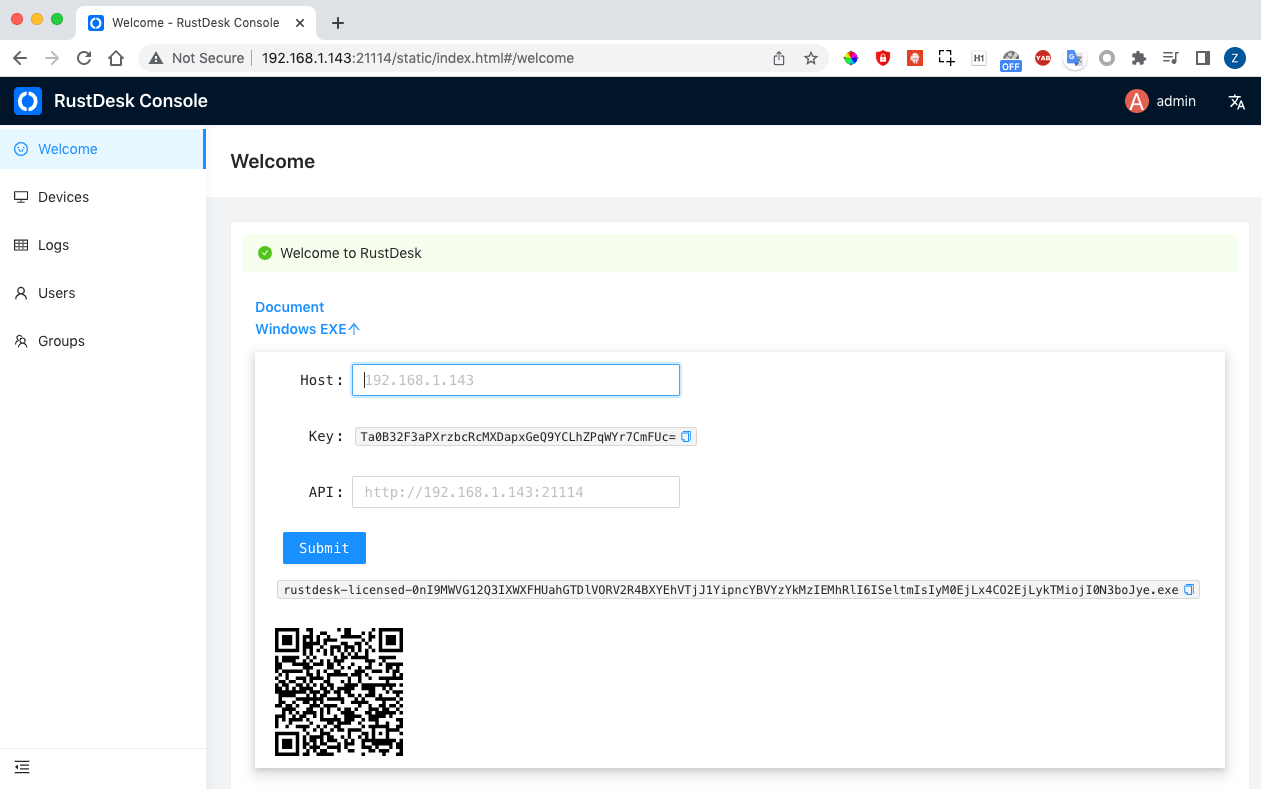 Welcome - RustDesk Console
Not Secure 192.168.1.143:21114/static/index.html#/welcome
H1
OFF
YAB
G
Z
RustDesk Console
A admin
Welcome
Devices
Logs
Users
Groups
Welcome
Welcome to RustDesk
Document
Windows EXE
Host: 192.168.1.143
Key: Ta0B32F3aPXrzbcRcMXDapxGeQ9YCLhZPqWYr7CmFUc=
API: http://192.168.1.143:21114
Submit
rustdesk-licensed-0nI9MWVG12Q3IXWXFHUahGTDlVORV2R4BXYEhVTjJ1YipncYBVYzYkMzIEMhRlI6ISeltmIsIyM0EjLx4CO2EjLykTMiojI0N3boJye.exe